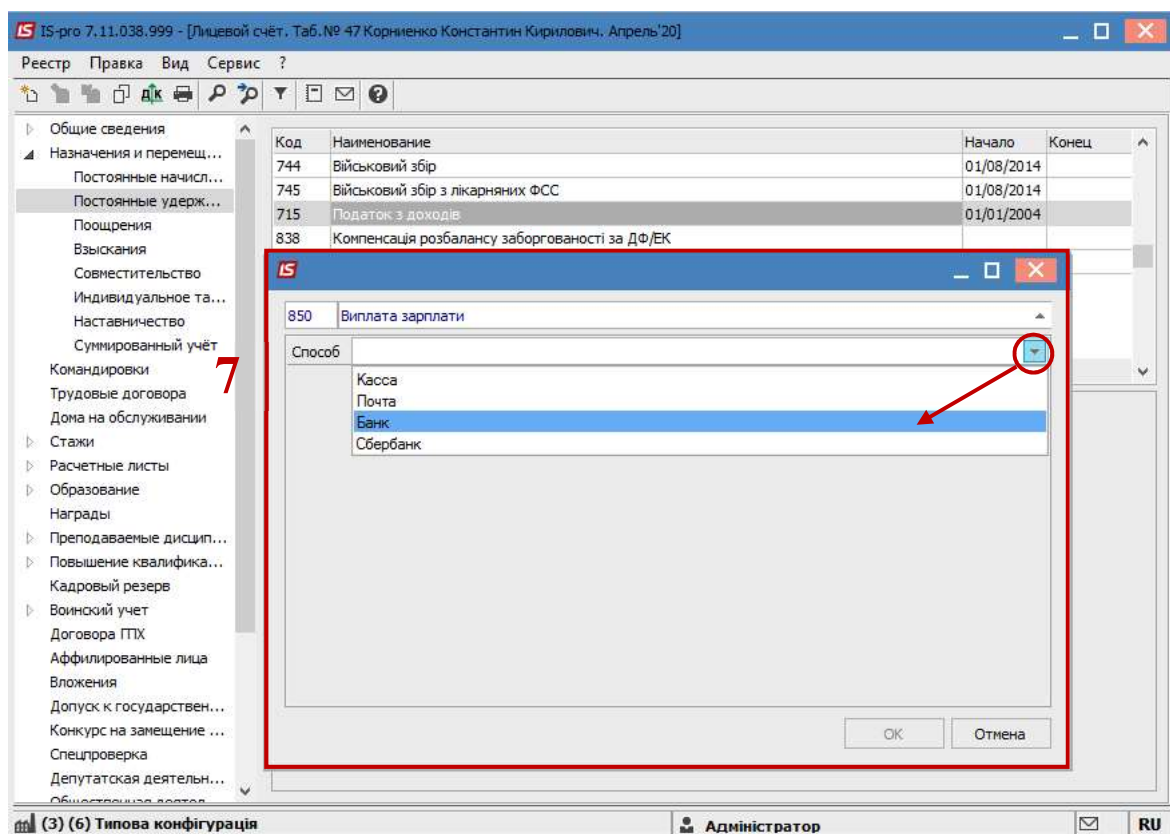 IS-pro 7.11.038.999 - [Лицевой счёт. Таб.№ 47 Корниенко Константин Кирилович. Апрель'20]
Реестр Правка Вид Сервис ?
Общие сведения
Назначения и перемещ...
Постоянные начисл...
Постоянные удерж...
Поощрения
Взыскания
Совместительство
Индивидуальное та...
Наставничество
Суммированный учёт
Командировки
Трудовые договора
Дома на обслуживании
Стажи
Расчетные листы
Образование
Награды
Преподаваемые дисцип...
Повышение квалифика...
Кадровый резерв
Воинский учет
Договора ГПХ
Аффилированные лица
Вложения
Допуск к государствен...
Конкурс на замещение ...
Спецпроверка
Депутатская деятельн...
Код Наименование Начало Конец
744 Військовий збір 01/08/2014
745 Військовий збір з лікарняних ФСС 01/08/2014
715 Податок з доходів 01/01/2004
838 Компенсація розбалансу заборгованості за ДФ/ЕК
7
850 Виплата зарплати
Способ
Касса
Почта
Банк
Сбербанк
OK Отмена
(3) (6) Типова конфігурація Адміністратор RU